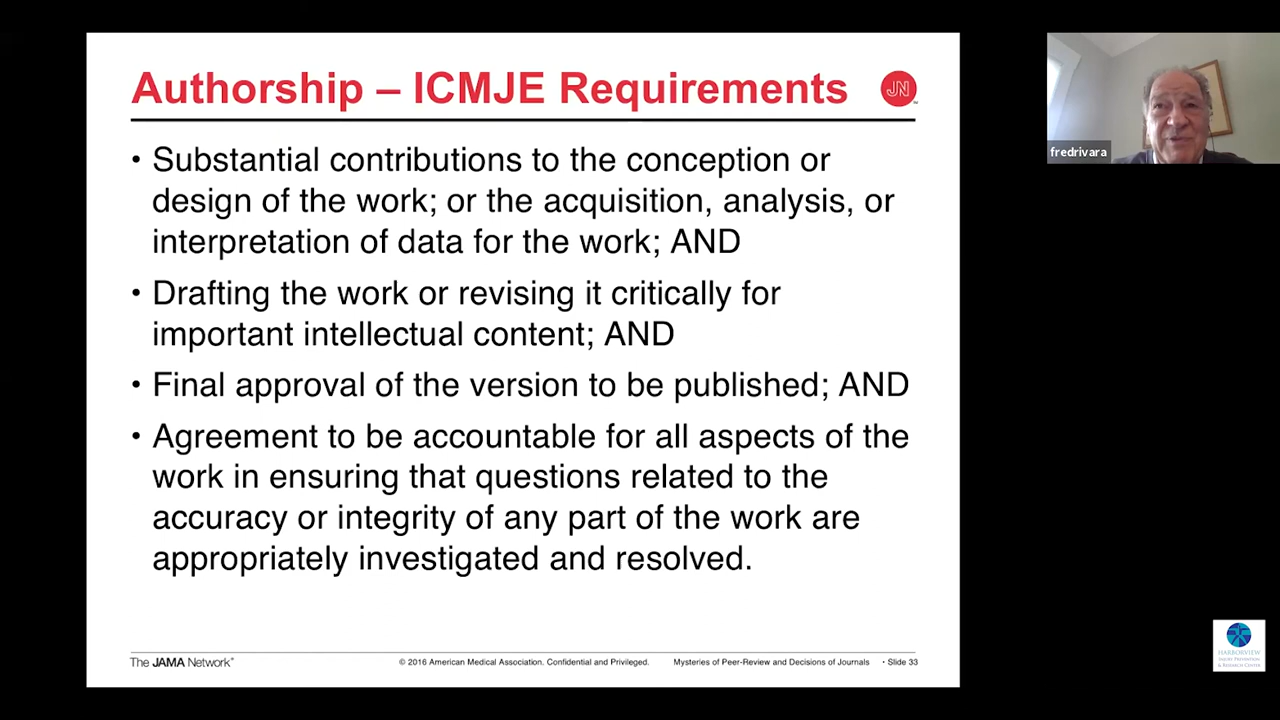 Authorship – ICMJE Requirements
JN
• Substantial contributions to the conception or
design of the work; or the acquisition, analysis, or
interpretation of data for the work; AND
• Drafting the work or revising it critically for
important intellectual content; AND
• Final approval of the version to be published; AND
• Agreement to be accountable for all aspects of the
work in ensuring that questions related to the
accuracy or integrity of any part of the work are
appropriately investigated and resolved.
The JAMA Network®
© 2016 American Medical Association. Confidential and Privileged.
Mysteries of Peer-Review and Decisions of Journals
• Slide 33
fredrivara
HARBORVIEW
INJURY PREVENTION
& RESEARCH CENTER